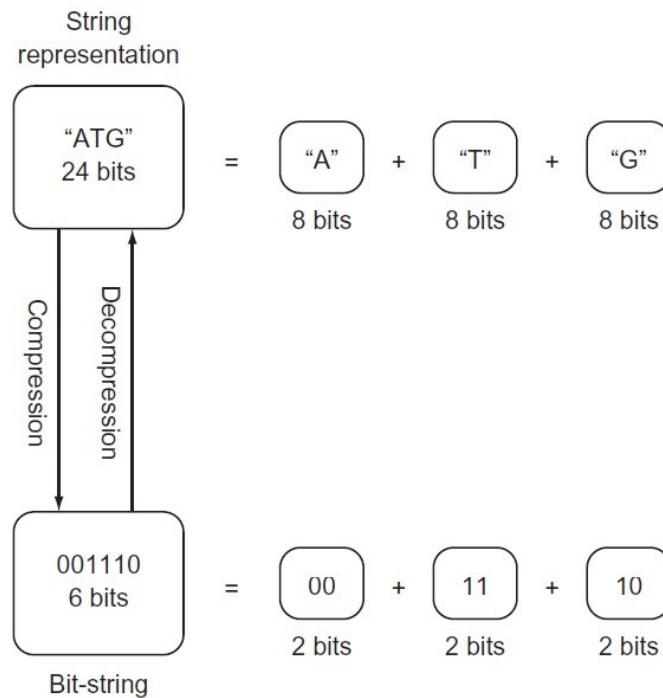 String
representation
“ATG”
24 bits
=
“A”
+
“T”
+
“G”
8 bits
8 bits
8 bits
Compression
Decompression
001110
6 bits
=
00
+
11
+
10
2 bits
2 bits
2 bits
Bit-string